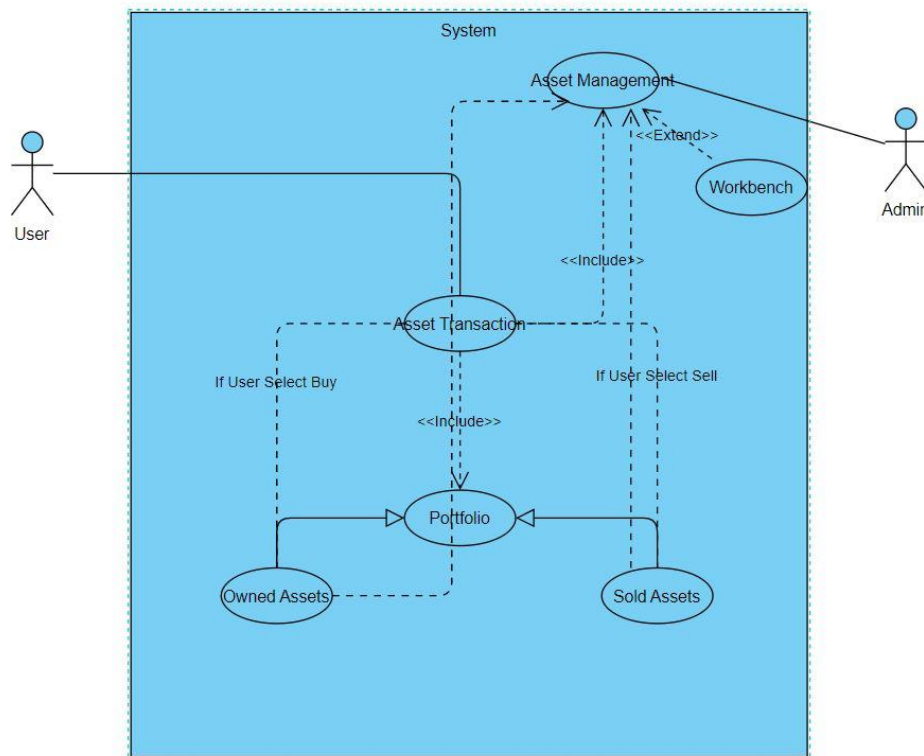 System
Asset Management
<<Extend>>
Workbench
User
Admin
<<Include>>
Asset Transaction
If User Select Buy
If User Select Sell
<<Include>>
Portfolio
Owned Assets
Sold Assets